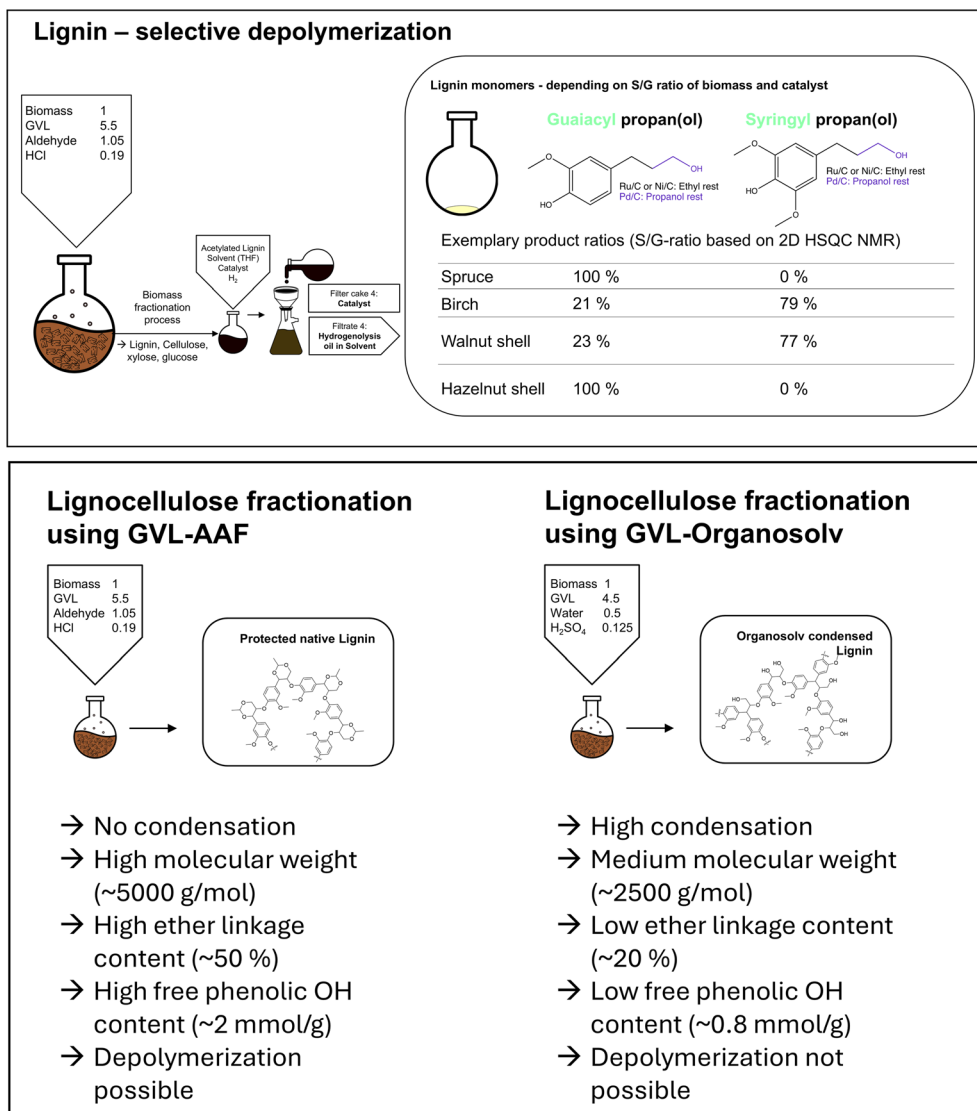 Lignin – selective depolymerization
Biomass 1
GVL 5.5
Aldehyde 1.05
HCl 0.19
Biomass
fractionation
process
→ Lignin, Cellulose,
xylose, glucose
Acetylated Lignin
Solvent (THF)
Catalyst
H₂
Filter cake 4:
Catalyst
Filtrate 4:
Hydrogenolysis
oil in Solvent
Lignin monomers - depending on S/G ratio of biomass and catalyst
Guaiacyl propan(ol)
O
HO
OH
Ru/C or Ni/C: Ethyl rest
Pd/C: Propanol rest
Syringyl propan(ol)
O
HO
O
OH
Ru/C or Ni/C: Ethyl rest
Pd/C: Propanol rest
Exemplary product ratios (S/G-ratio based on 2D HSQC NMR)
Spruce 100 % 0 %
Birch 21 % 79 %
Walnut shell 23 % 77 %
Hazelnut shell 100 % 0 %
Lignocellulose fractionation
using GVL-AAF
Biomass 1
GVL 5.5
Aldehyde 1.05
HCl 0.19
Protected native Lignin
→ No condensation
→ High molecular weight
(~5000 g/mol)
→ High ether linkage
content (~50 %)
→ High free phenolic OH
content (~2 mmol/g)
→ Depolymerization
possible
Lignocellulose fractionation
using GVL-Organosolv
Biomass 1
GVL 4.5
Water 0.5
H₂SO₄ 0.125
Organosolv condensed
Lignin
→ High condensation
→ Medium molecular weight
(~2500 g/mol)
→ Low ether linkage content
(~20 %)
→ Low free phenolic OH
content (~0.8 mmol/g)
→ Depolymerization not
possible